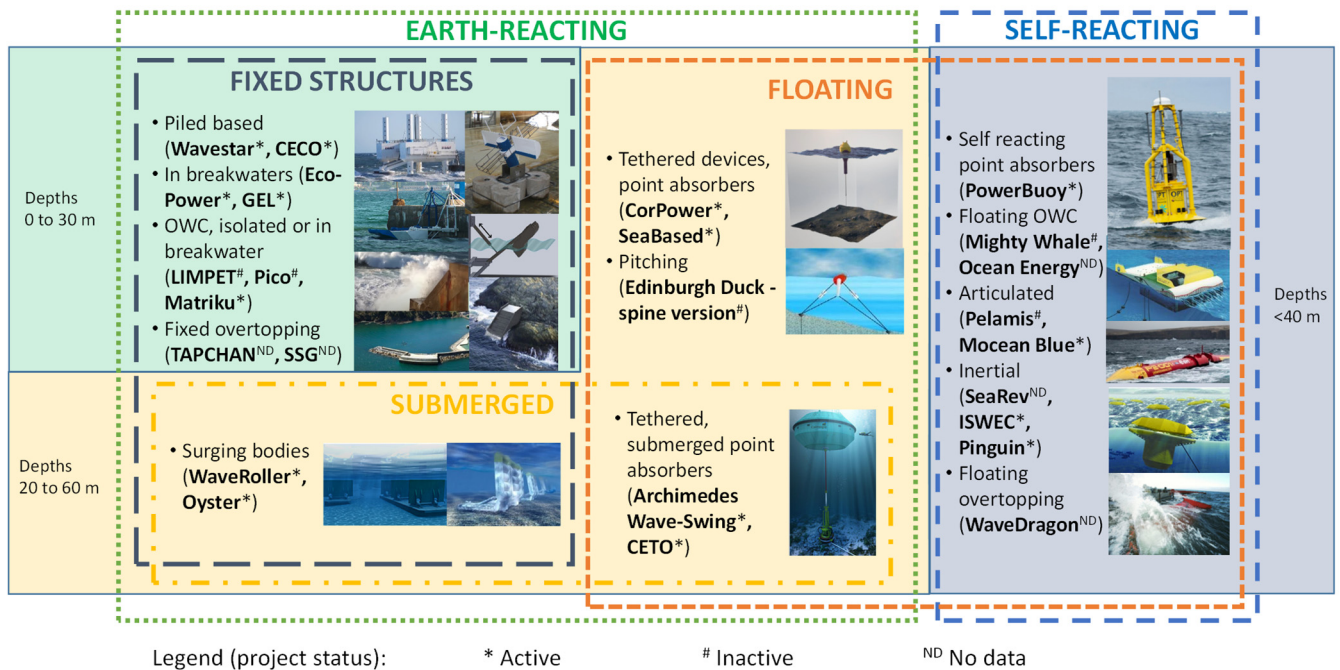 EARTH-REACTING
SELF-REACTING
FIXED STRUCTURES
FLOATING
Depths
0 to 30 m
• Piled based
(Wavestar*, CECO*)
• In breakwaters (Eco-
Power*, GEL*)
• OWC, isolated or in
breakwater
(LIMPET#, Pico#,
Matriku*)
• Fixed overtopping
(TAPCHANND, SSGND)
• Tethered devices,
point absorbers
(CorPower*,
SeaBased*)
• Pitching
(Edinburgh Duck -
spine version#)
• Self reacting
point absorbers
(PowerBuoy*)
• Floating OWC
(Mighty Whale#,
Ocean EnergyND)
• Articulated
(Pelamis#,
Mocean Blue*)
• Inertial
(SeaRevND,
ISWEC*,
Pinguin*)
• Floating
overtopping
(WaveDragonND)
Depths
<40 m
SUBMERGED
Depths
20 to 60 m
• Surging bodies
(WaveRoller*,
Oyster*)
• Tethered,
submerged point
absorbers
(Archimedes
Wave-Swing*,
CETO*)
Legend (project status): * Active # Inactive ND No data